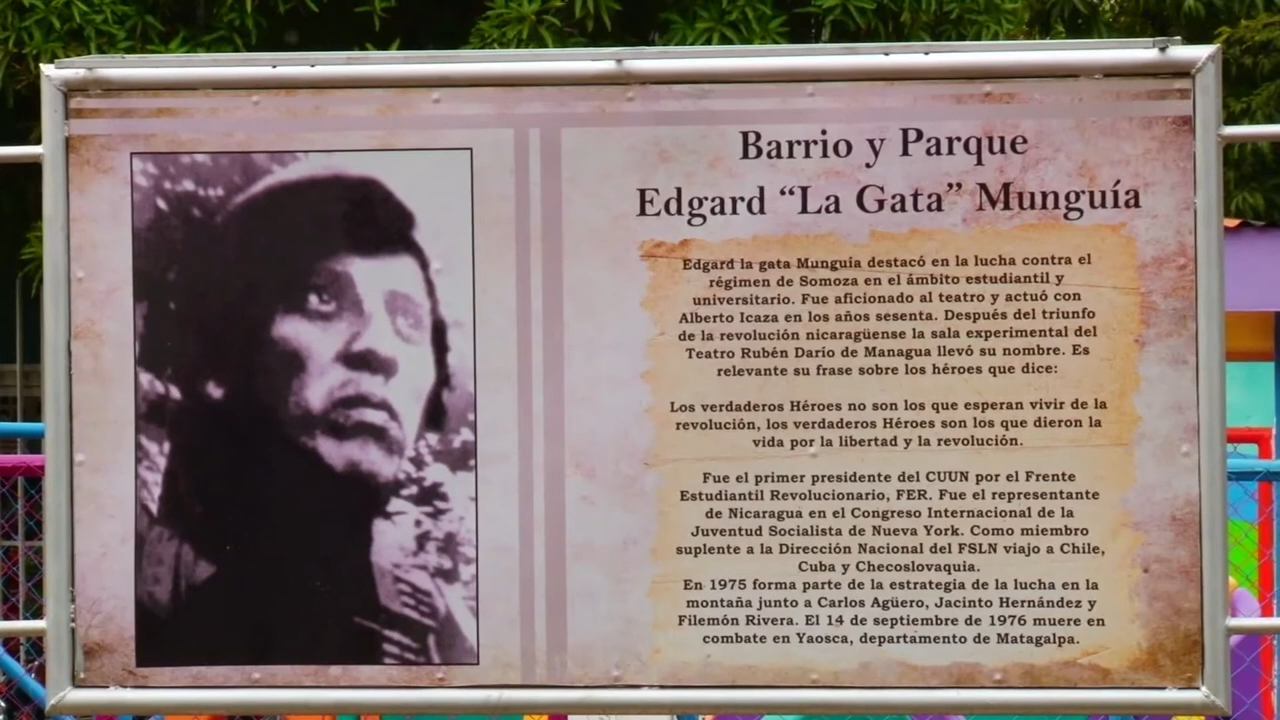 Barrio y Parque
Edgard “La Gata” Munguía
Edgard la gata Munguia destacó en la lucha contra el
régimen de Somoza en el ámbito estudiantil y
universitario. Fue aficionado al teatro y actuó con
Alberto Icaza en los años sesenta. Después del triunfo
de la revolución nicaragüense la sala experimental del
Teatro Rubén Darío de Managua llevó su nombre. Es
relevante su frase sobre los héroes que dice:
Los verdaderos Héroes no son los que esperan vivir de la
revolución, los verdaderos Héroes son los que dieron la
vida por la libertad y la revolución.
Fue el primer presidente del CUUN por el Frente
Estudiantil Revolucionario, FER. Fue el representante
de Nicaragua en el Congreso Internacional de la
Juventud Socialista de Nueva York. Como miembro
suplente a la Dirección Nacional del FSLN viajo a Chile,
Cuba y Checoslovaquia.
En 1975 forma parte de la estrategia de la lucha en la
montaña junto a Carlos Agüero, Jacinto Hernández y
Filemón Rivera. El 14 de septiembre de 1976 muere en
combate en Yaosca, departamento de Matagalpa.